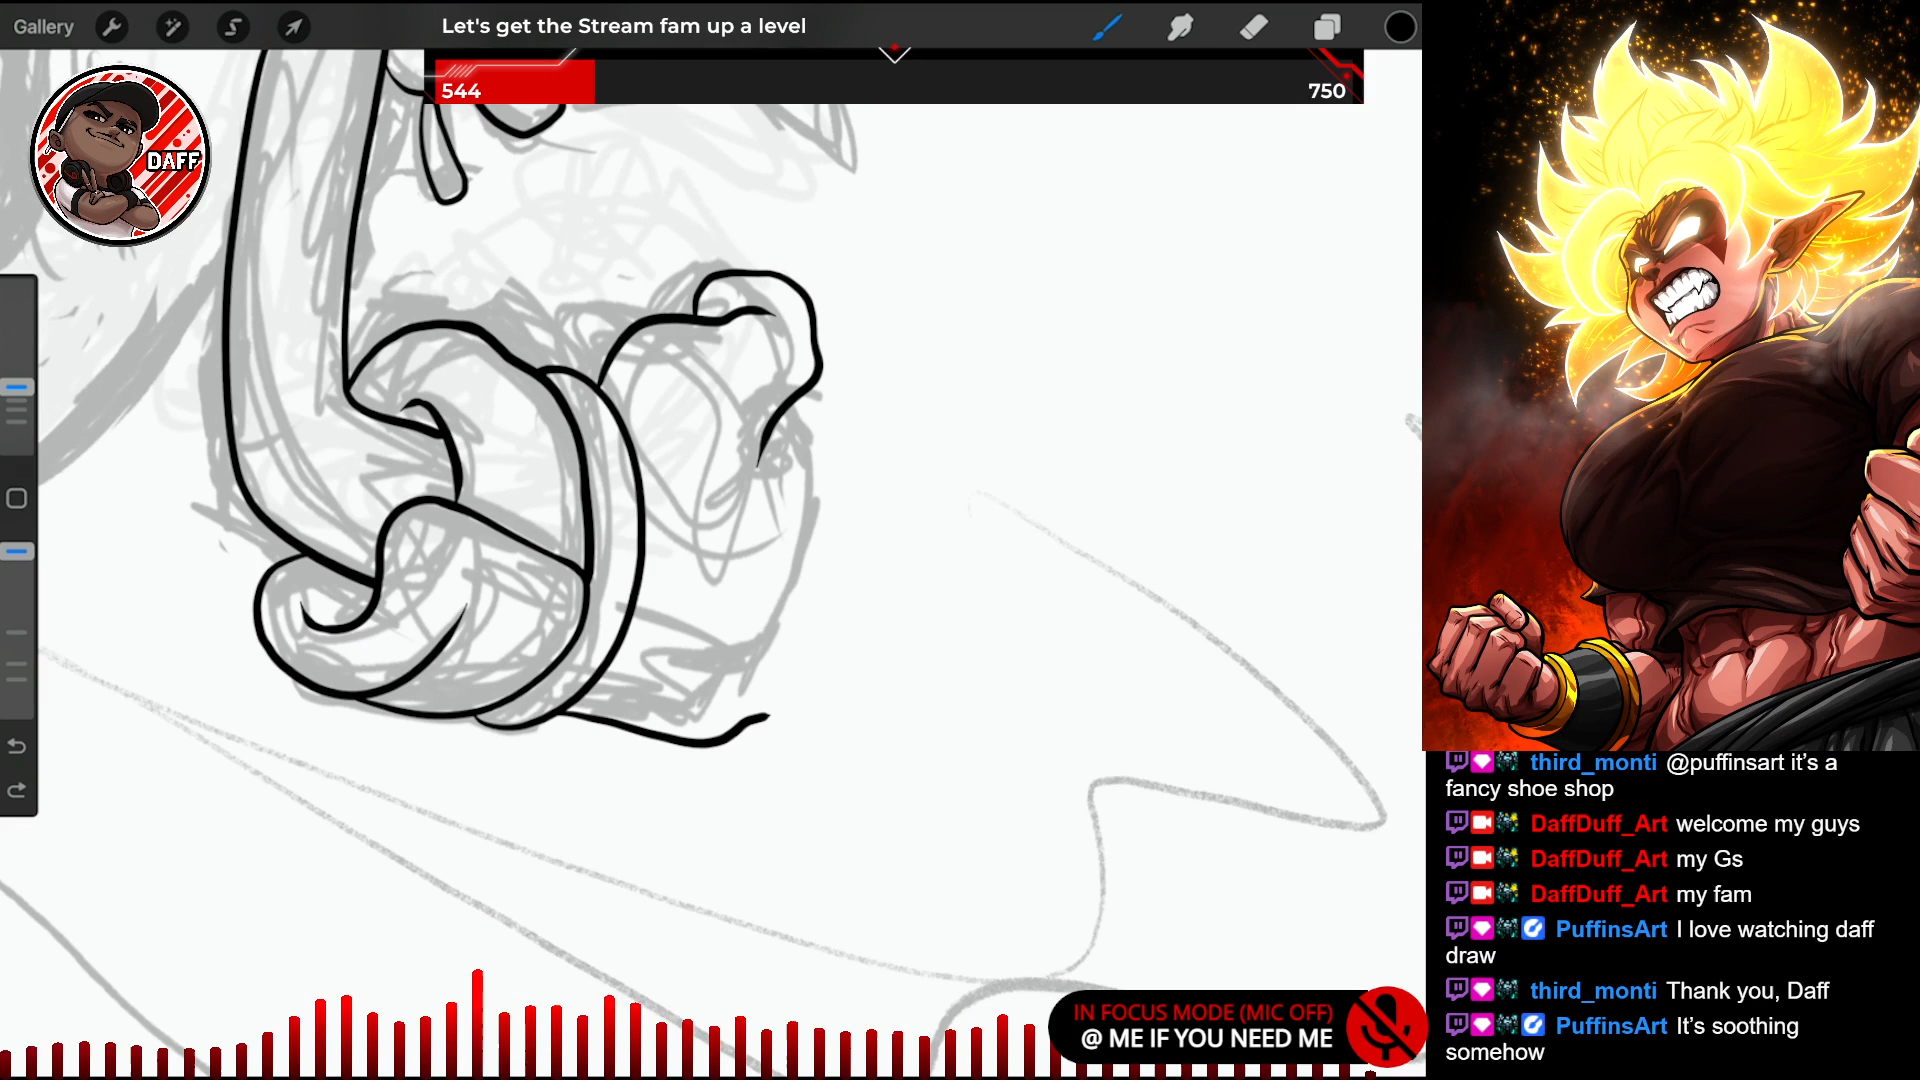 Gallery
Let's get the Stream fam up a level
544
750
DAFF
third_monti @puffinsart it's a
fancy shoe shop
DaffDuff_Art welcome my guys
DaffDuff_Art my Gs
DaffDuff_Art my fam
PuffinsArt I love watching daff
draw
third_monti Thank you, Daff
PuffinsArt It's soothing
somehow
IN FOCUS MODE (MIC OFF)
@ ME IF YOU NEED ME